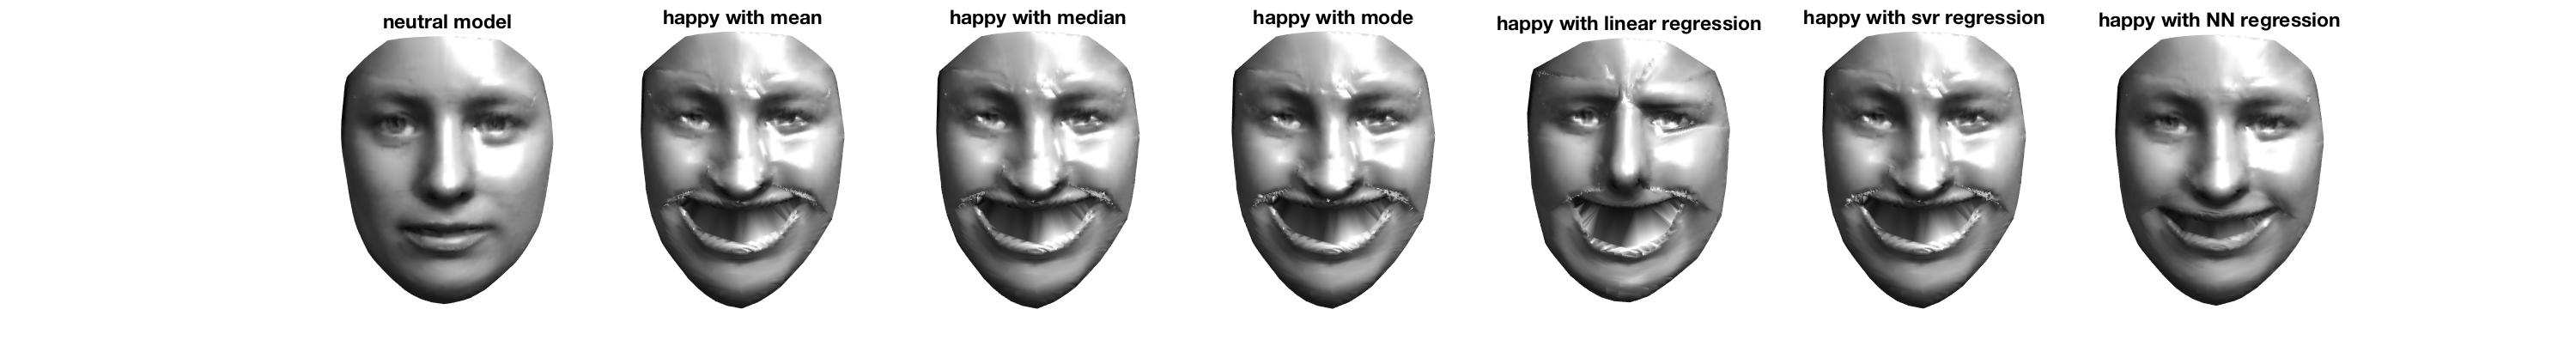 neutral model
happy with mean
happy with median
happy with mode
happy with linear regression
happy with svr regression
happy with NN regression